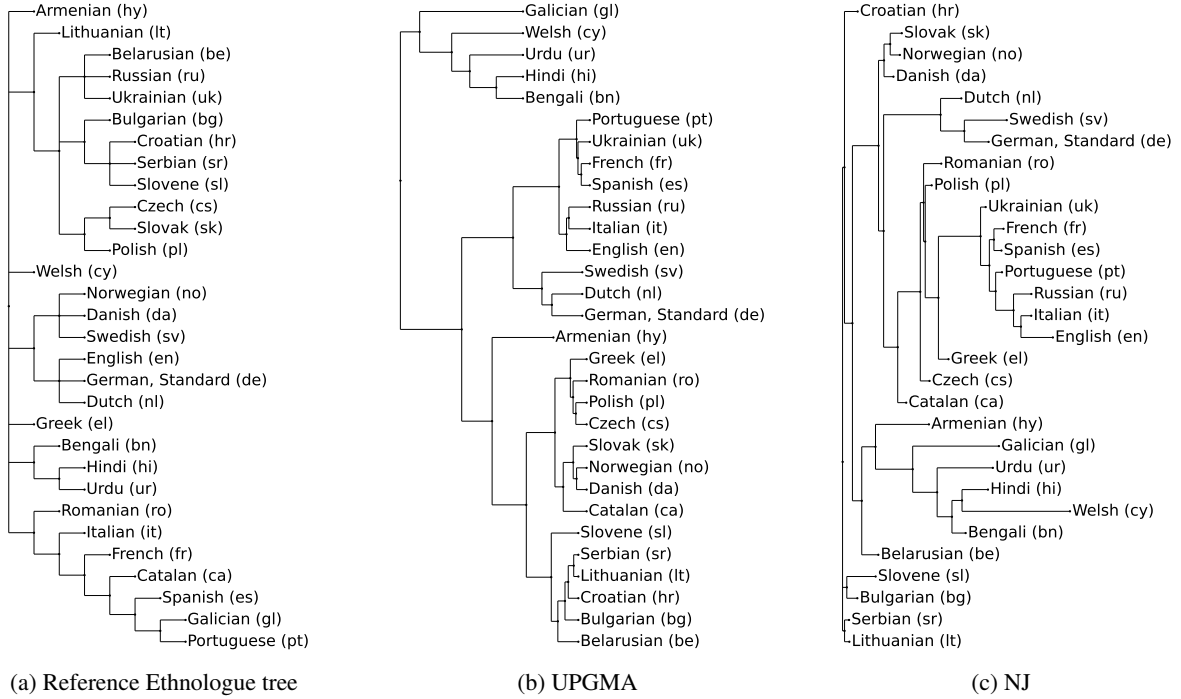 Armenian (hy)
Lithuanian (lt)
Belarusian (be)
Russian (ru)
Ukrainian (uk)
Bulgarian (bg)
Croatian (hr)
Serbian (sr)
Slovene (sl)
Czech (cs)
Slovak (sk)
Polish (pl)
Welsh (cy)
Norwegian (no)
Danish (da)
Swedish (sv)
English (en)
German, Standard (de)
Dutch (nl)
Greek (el)
Bengali (bn)
Hindi (hi)
Urdu (ur)
Romanian (ro)
Italian (it)
French (fr)
Catalan (ca)
Spanish (es)
Galician (gl)
Portuguese (pt)
(a) Reference Ethnologue tree
Galician (gl)
Welsh (cy)
Urdu (ur)
Hindi (hi)
Bengali (bn)
Portuguese (pt)
Ukrainian (uk)
French (fr)
Spanish (es)
Russian (ru)
Italian (it)
English (en)
Swedish (sv)
Dutch (nl)
German, Standard (de)
Armenian (hy)
Greek (el)
Romanian (ro)
Polish (pl)
Czech (cs)
Slovak (sk)
Norwegian (no)
Danish (da)
Catalan (ca)
Slovene (sl)
Serbian (sr)
Lithuanian (lt)
Croatian (hr)
Bulgarian (bg)
Belarusian (be)
(b) UPGMA
Croatian (hr)
Slovak (sk)
Norwegian (no)
Danish (da)
Dutch (nl)
Swedish (sv)
German, Standard (de)
Romanian (ro)
Polish (pl)
Ukrainian (uk)
French (fr)
Spanish (es)
Portuguese (pt)
Russian (ru)
Italian (it)
English (en)
Greek (el)
Czech (cs)
Catalan (ca)
Armenian (hy)
Galician (gl)
Urdu (ur)
Hindi (hi)
Welsh (cy)
Bengali (bn)
Belarusian (be)
Slovene (sl)
Bulgarian (bg)
Serbian (sr)
Lithuanian (lt)
(c) NJ